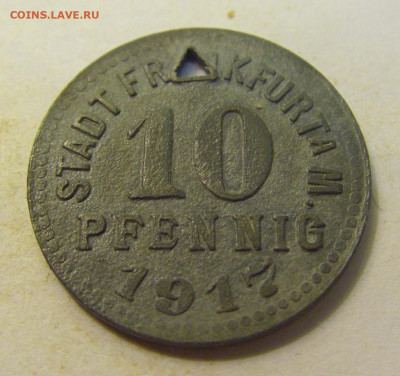 COINS.LAVE.RU
STADT FRANKFURT A M.
10
PFENNIG
1917